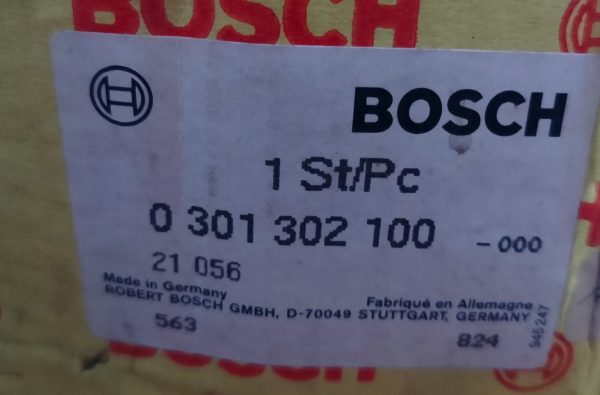 BOSCH
BOSCH
1 St/Pc
0 301 302 100 -000
21 056
Made in Germany Fabriqué en Allemagne
ROBERT BOSCH GMBH, D-70049 STUTTGART, GERMANY
563 824
946247
BOSCH